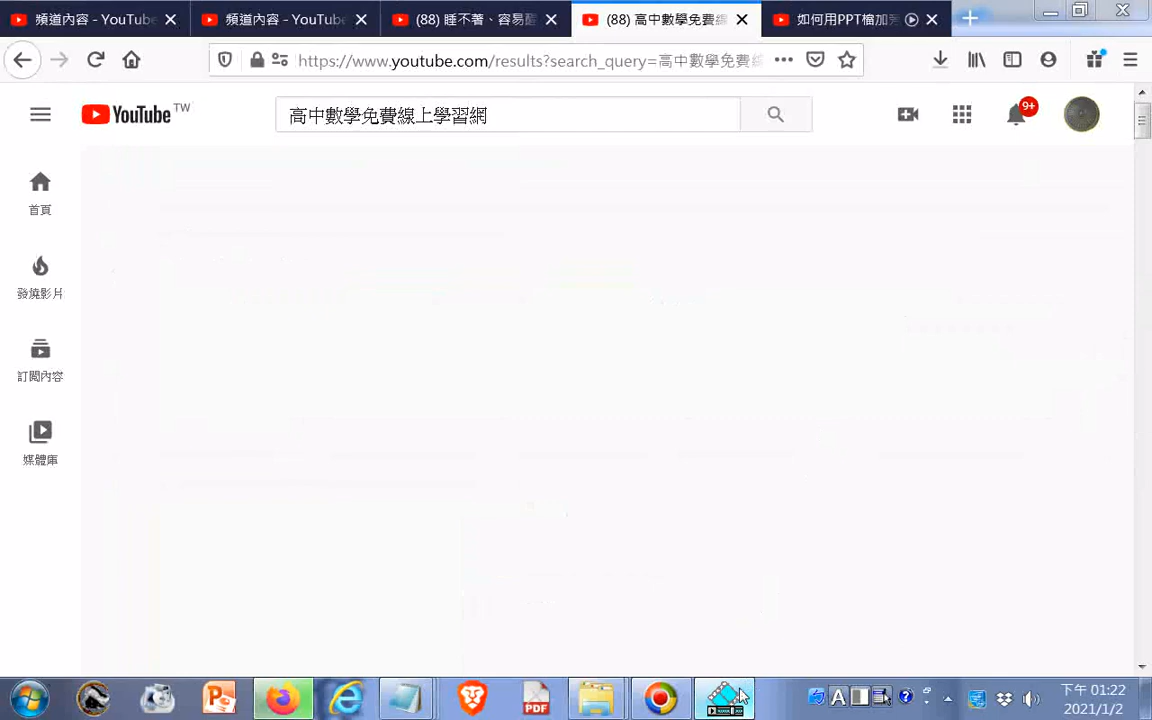 頻道內容 - YouTube
頻道內容 - YouTube
(88) 睡不著、容易醒
(88) 高中數學免費線
如何用PPT檔加旁
https://www.youtube.com/results?search_query=高中數學免費線
YouTube TW
高中數學免費線上學習網
9+
首頁
發燒影片
訂閱內容
媒體庫
PDF
A
下午 01:22
2021/1/2